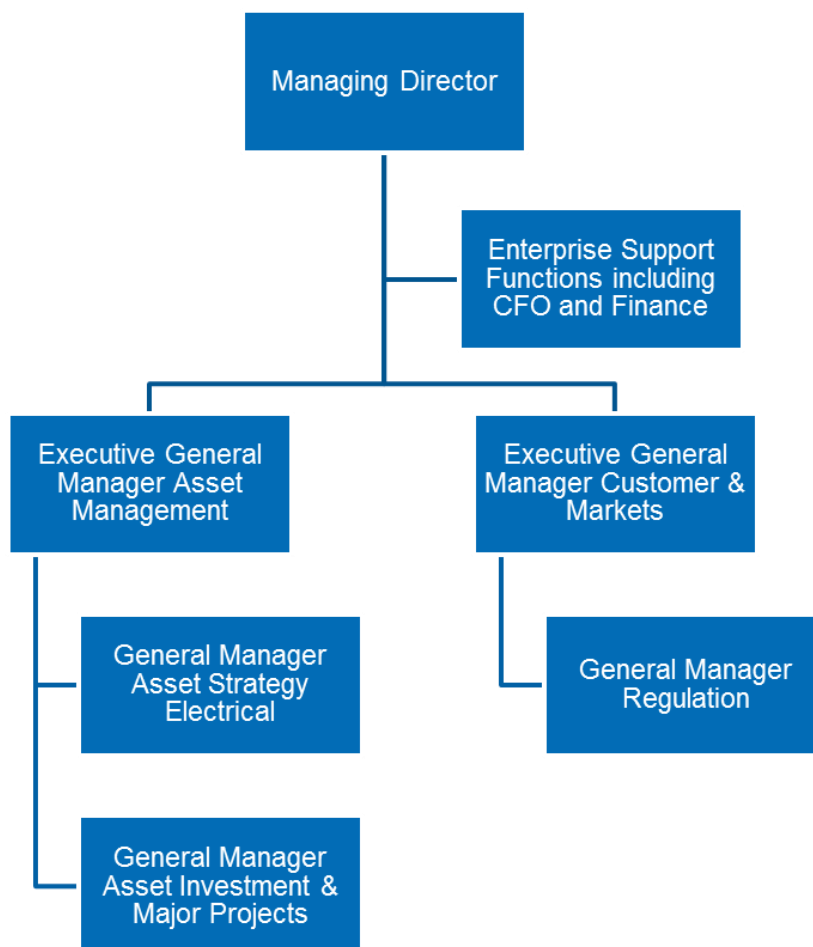 Managing Director
Enterprise Support
Functions including
CFO and Finance
Executive General
Manager Asset
Management
Executive General
Manager Customer &
Markets
General Manager
Asset Strategy
Electrical
General Manager
Regulation
General Manager
Asset Investment &
Major Projects